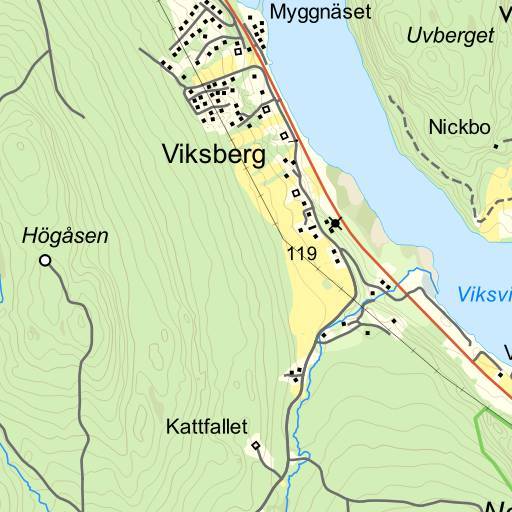 Myggnäset
Uvberget
Nickbo
Viksberg
Högåsen
119
Kattfallet